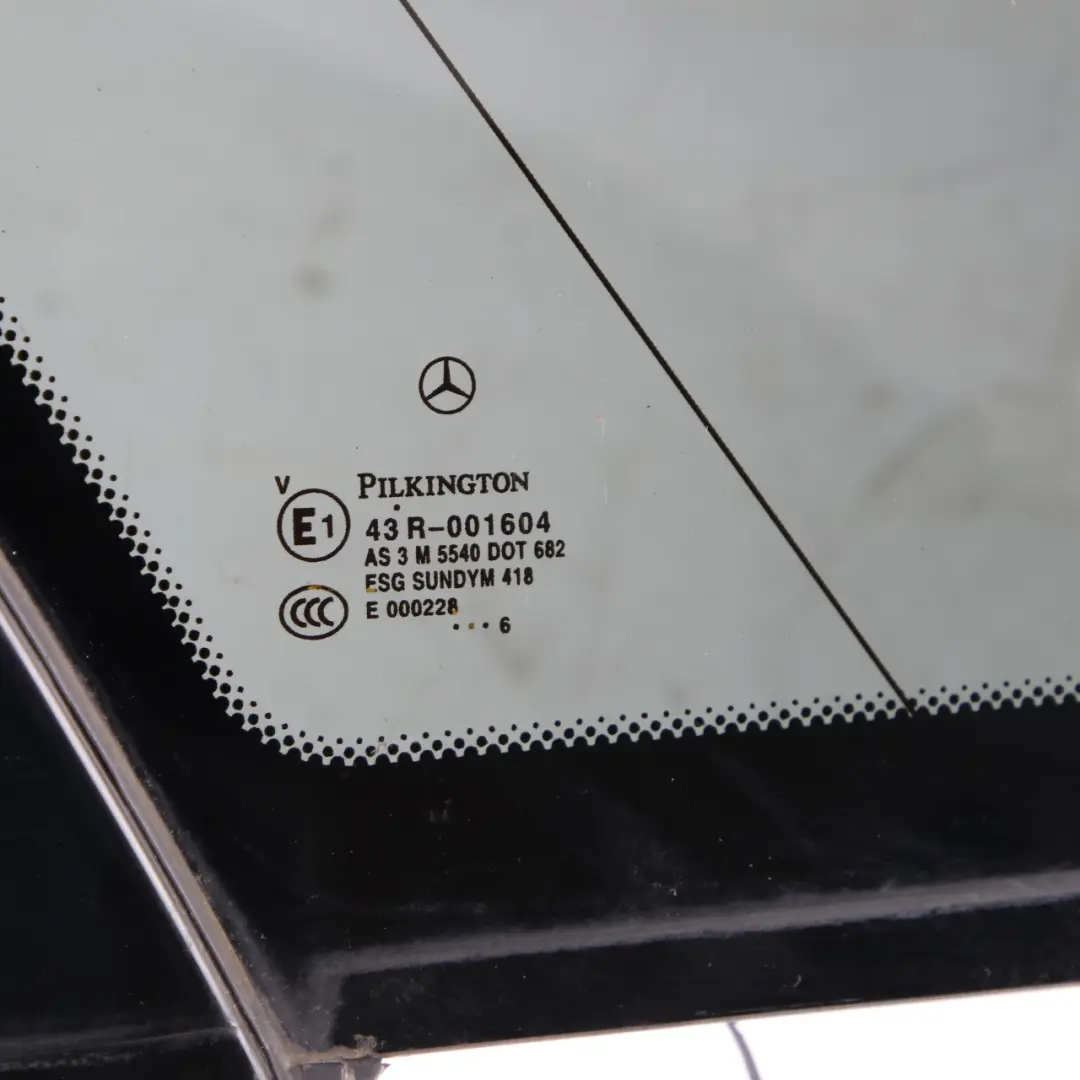 V PILKINGTON
E1 43 R-001604
AS 3 M 5540 DOT 682
ESG SUNDYM 418
CCC E 000228
... 6